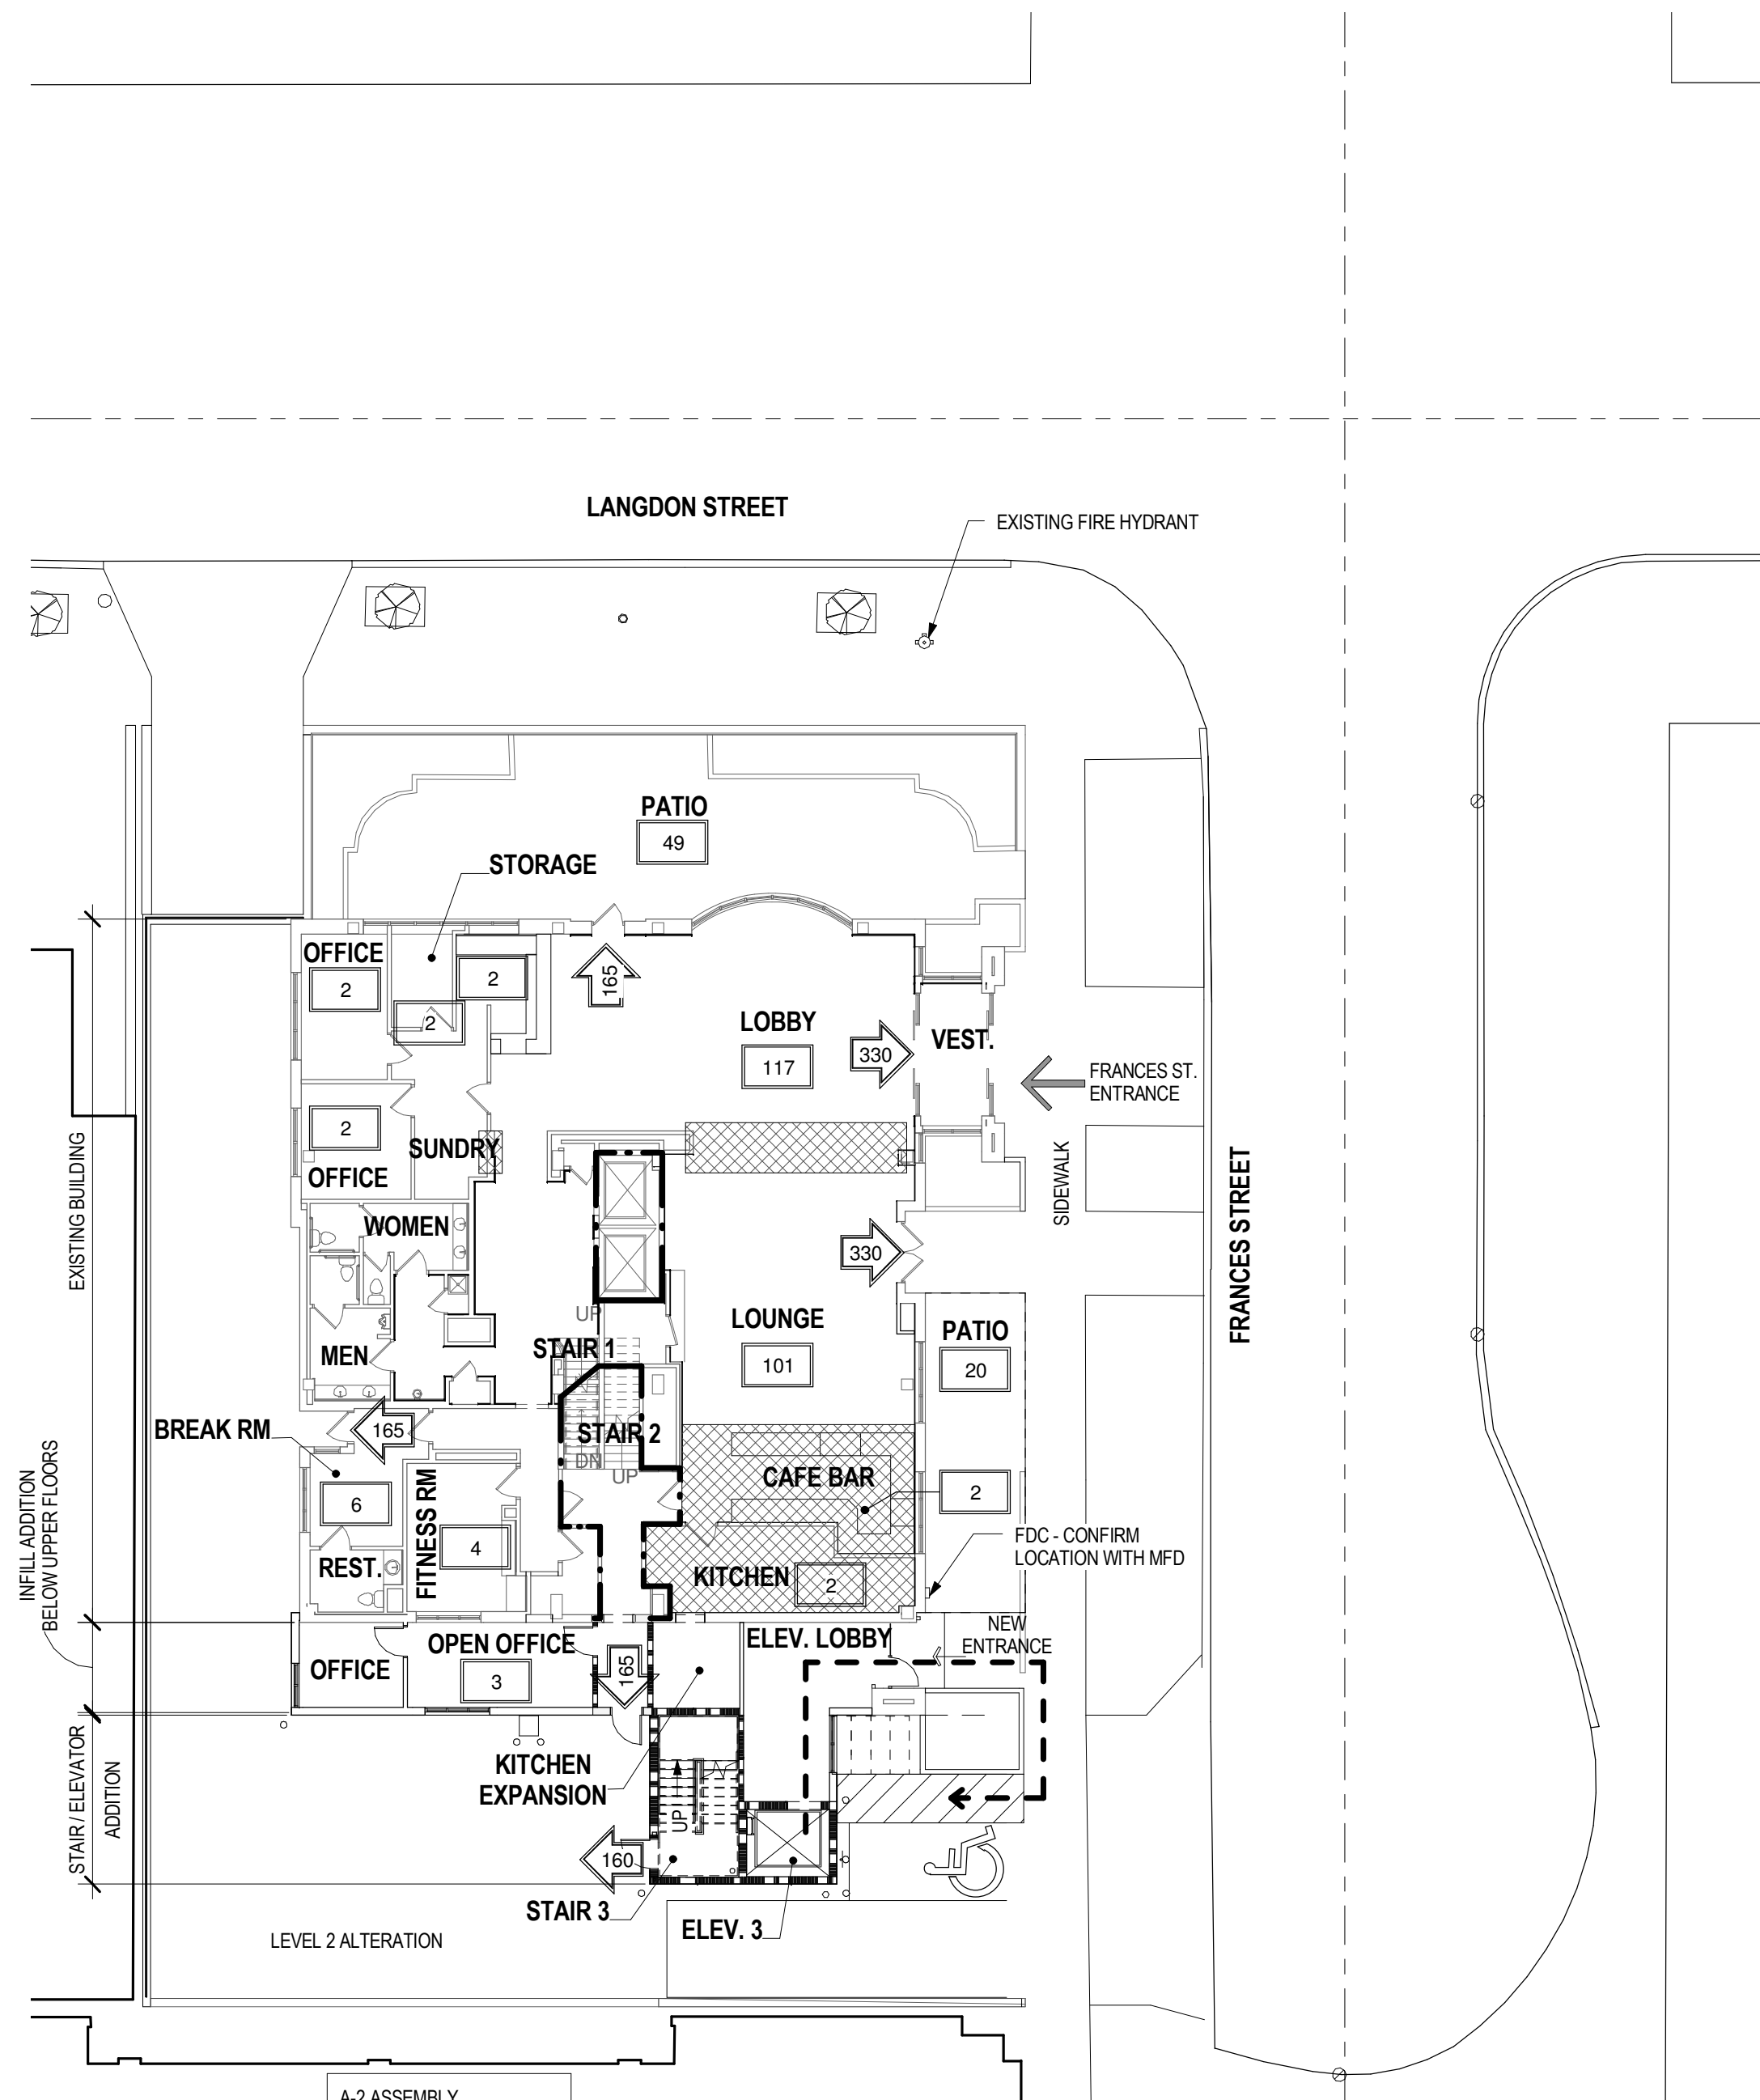 LANGDON STREET
EXISTING FIRE HYDRANT
PATIO
49
STORAGE
OFFICE
2
2
2
165
LOBBY
117
330
VEST.
FRANCES ST.
ENTRANCE
2
OFFICE
SUNDRY
WOMEN
SIDEWALK
FRANCES STREET
EXISTING BUILDING
330
UP
STAIR 1
LOUNGE
101
PATIO
20
MEN
BREAK RM
165
STAIR 2
DN
UP
CAFE BAR
2
6
FITNESS RM
4
REST.
KITCHEN
2
FDC - CONFIRM
LOCATION WITH MFD
INFILL ADDITION
BELOW UPPER FLOORS
NEW
ENTRANCE
OPEN OFFICE
3
OFFICE
165
ELEV. LOBBY
STAIR / ELEVATOR
ADDITION
KITCHEN
EXPANSION
UP
160
STAIR 3
ELEV. 3
LEVEL 2 ALTERATION
A-2 ASSEMBLY